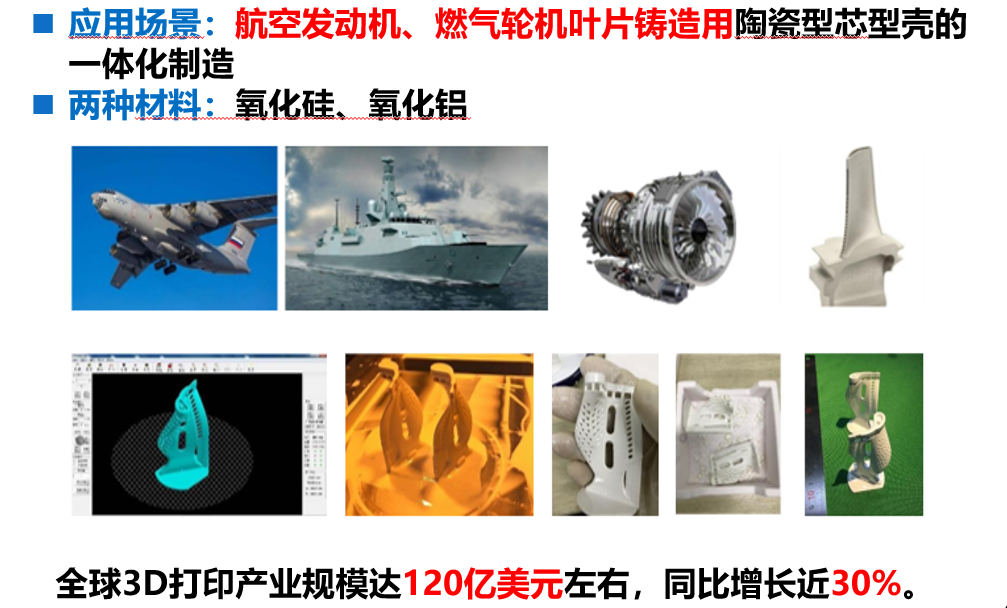 应用场景：航空发动机、燃气轮机叶片铸造用陶瓷型芯型壳的
一体化制造
两种材料：氧化硅、氧化铝
全球3D打印产业规模达120亿美元左右，同比增长近30%。